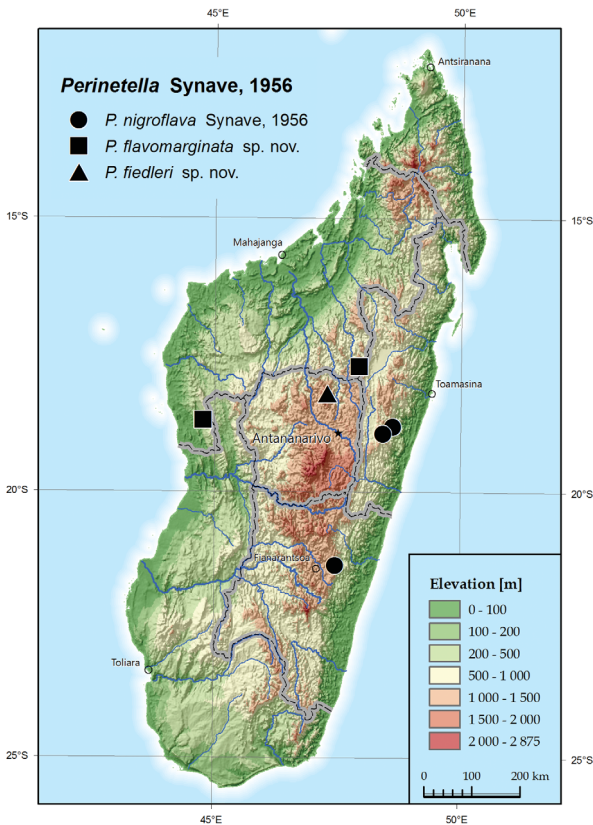 45°E 50°E
Antsiranana
Perinetella Synave, 1956
P. nigroflava Synave, 1956
P. flavomarginata sp. nov.
P. fiedleri sp. nov.
15°S 15°S
Mahajanga
Toamasina
Antananarivo
20°S 20°S
Fianarantsoa
Elevation [m]
0 - 100
100 - 200
200 - 500
500 - 1 000
1 000 - 1 500
1 500 - 2 000
2 000 - 2 875
Toliara
25°S 25°S
0 100 200 km
45°E 50°E